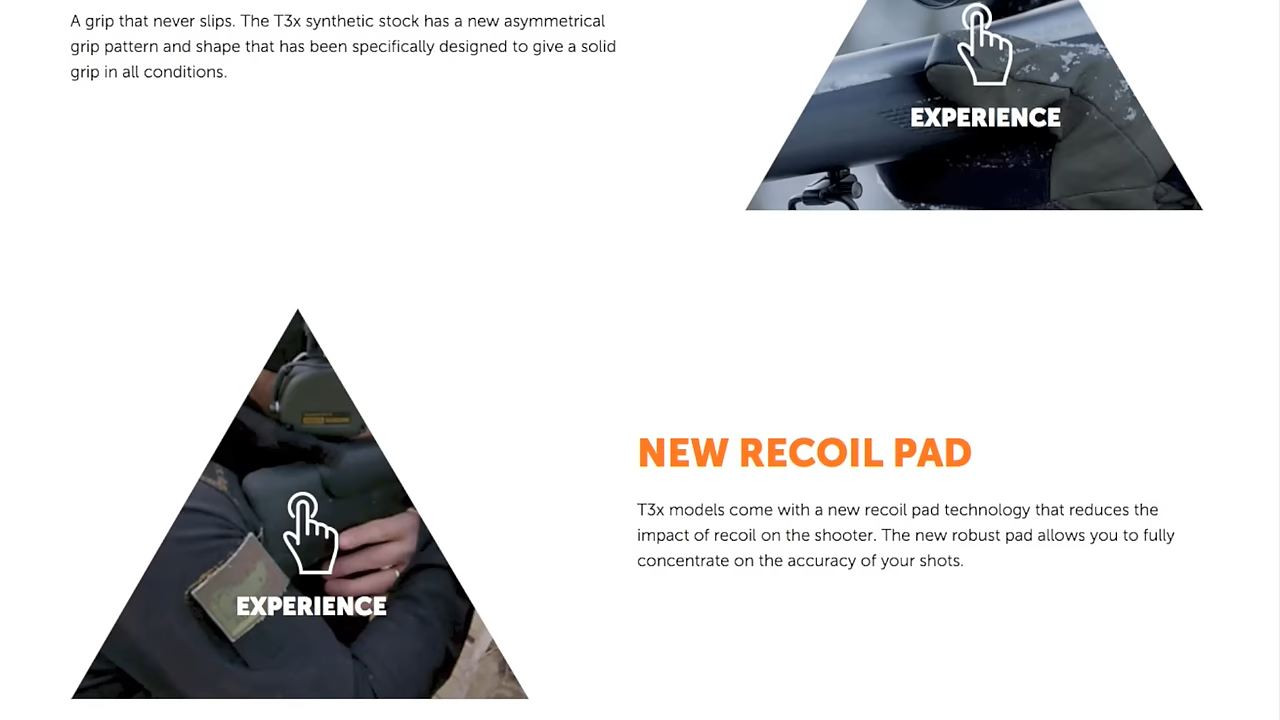 A grip that never slips. The T3x synthetic stock has a new asymmetrical
grip pattern and shape that has been specifically designed to give a solid
grip in all conditions.
EXPERIENCE
NEW RECOIL PAD
T3x models come with a new recoil pad technology that reduces the
impact of recoil on the shooter. The new robust pad allows you to fully
concentrate on the accuracy of your shots.
EXPERIENCE